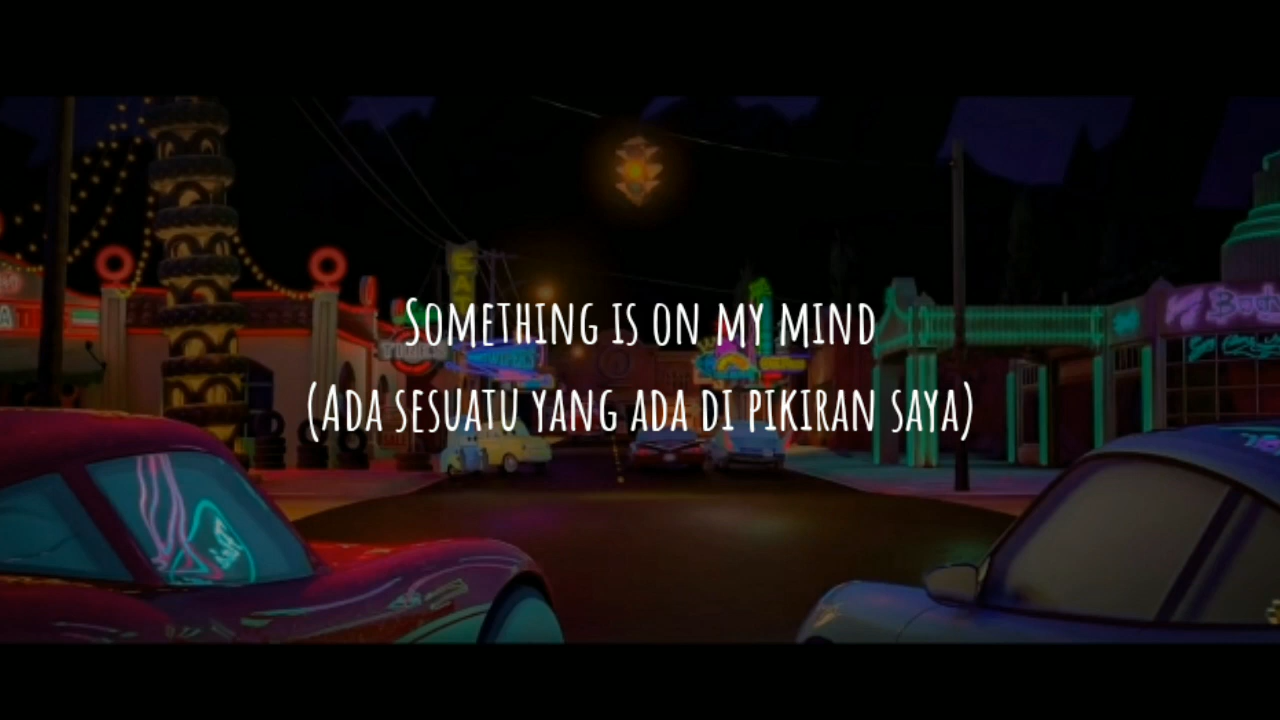 Something is on my mind
(Ada sesuatu yang ada di pikiran saya)